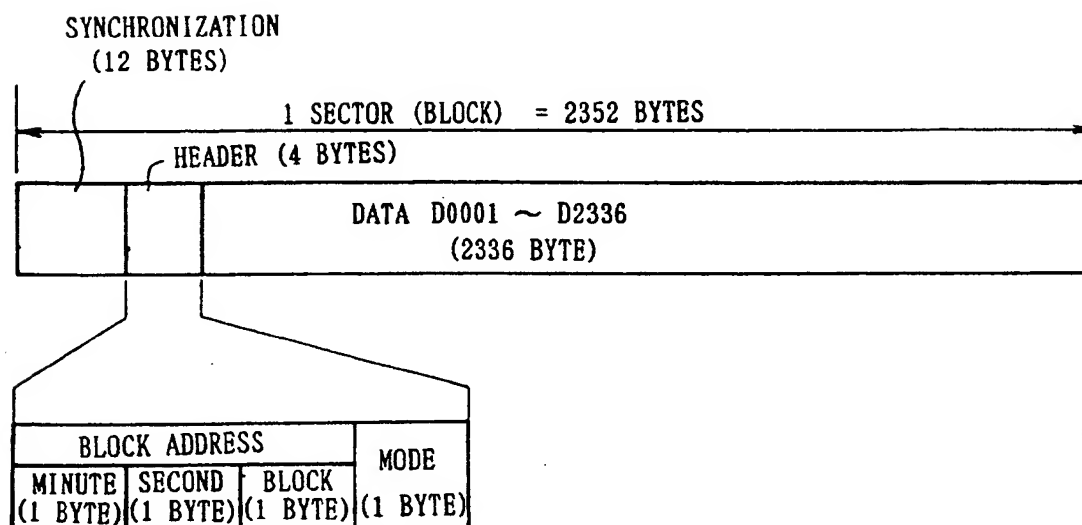 SYNCHRONIZATION
(12 BYTES)
1 SECTOR (BLOCK) = 2352 BYTES
HEADER (4 BYTES)
DATA D0001 ～ D2336
(2336 BYTE)
BLOCK ADDRESS
MODE
(1 BYTE)
MINUTE
(1 BYTE)
SECOND
(1 BYTE)
BLOCK
(1 BYTE)